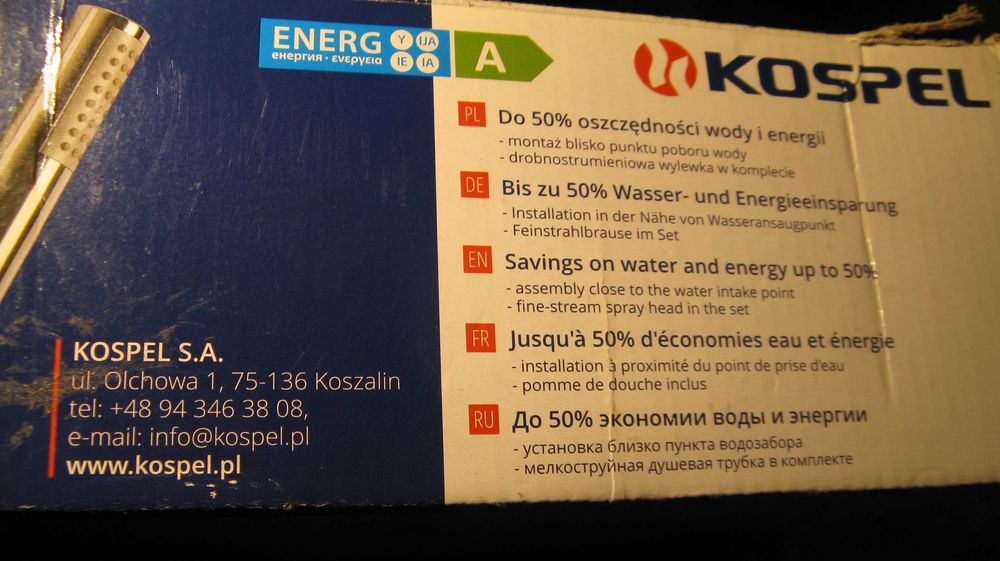 ENERG Y IJA
енергия · ενεργεια IE IA
A
KOSPEL
PL Do 50% oszczędności wody i energii
- montaż blisko punktu poboru wody
- drobnostrumieniowa wylewka w komplecie
DE Bis zu 50% Wasser- und Energieeinsparung
- Installation in der Nähe von Wasseransaugpunkt
- Feinstrahlbrause im Set
EN Savings on water and energy up to 50%
- assembly close to the water intake point
- fine-stream spray head in the set
FR Jusqu'à 50% d'économies eau et énergie
- installation à proximité du point de prise d'eau
- pomme de douche inclus
RU До 50% экономии воды и энергии
- установка близко пункта водозабора
- мелкоструйная душевая трубка в комплекте
KOSPEL S.A.
ul. Olchowa 1, 75-136 Koszalin
tel: +48 94 346 38 08,
e-mail: info@kospel.pl
www.kospel.pl